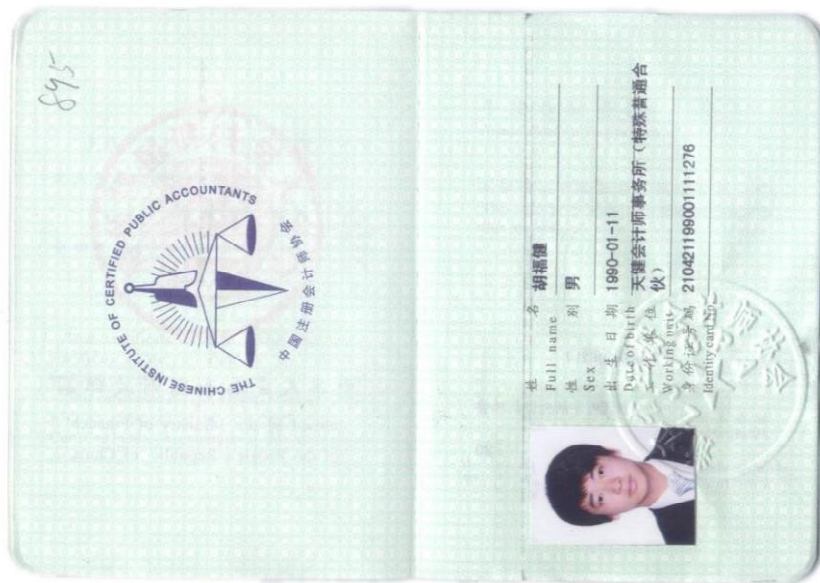 895
THE CHINESE INSTITUTE OF CERTIFIED PUBLIC ACCOUNTANTS
中国注册会计师协会
姓 名 胡福健
Full name
性 别 男
Sex
出生日期 1990-01-11
Date of birth
工作单位 天健会计师事务所（特殊普通合
伙）
Working unit
身份证号码 210421199001111276
Identity card No.